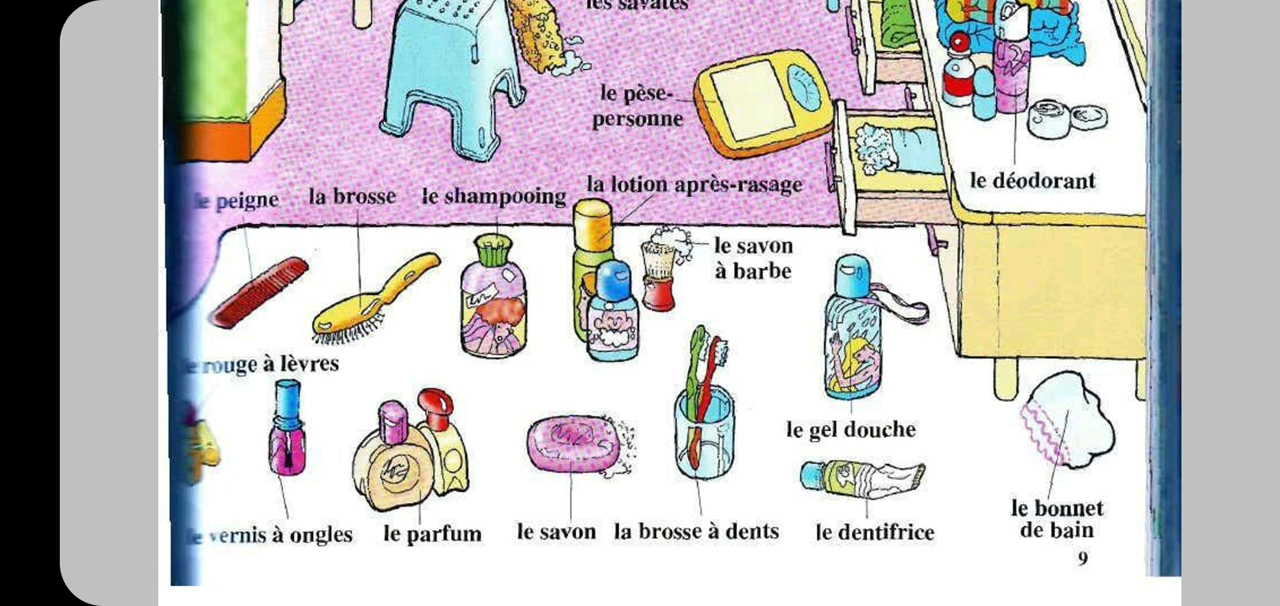 les savates
le pèse-
personne
le déodorant
le peigne
la brosse
le shampooing
la lotion après-rasage
le savon
à barbe
le rouge à lèvres
le gel douche
le vernis à ongles
le parfum
le savon
la brosse à dents
le dentifrice
le bonnet
de bain
9